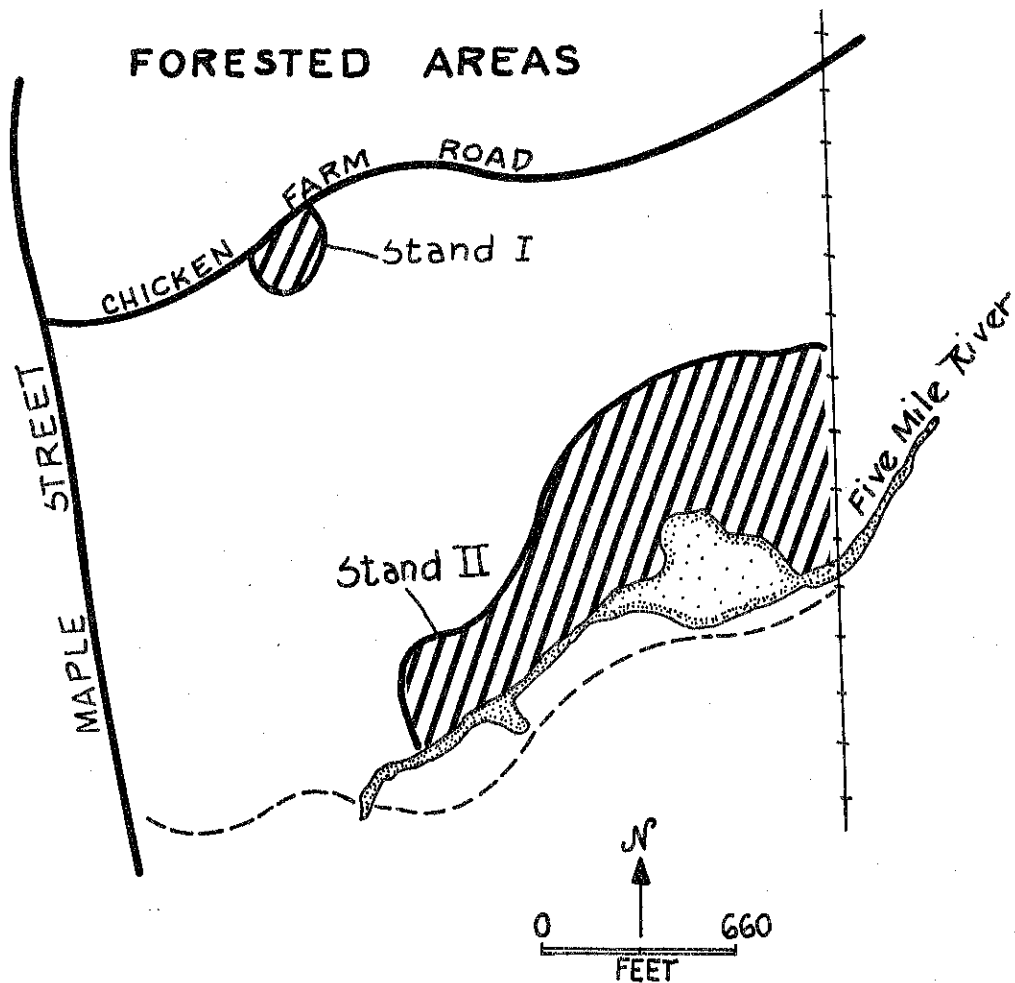 FORESTED AREAS
CHICKEN FARM ROAD
Stand I
MAPLE STREET
Five Mile River
Stand II
N
0 660
FEET